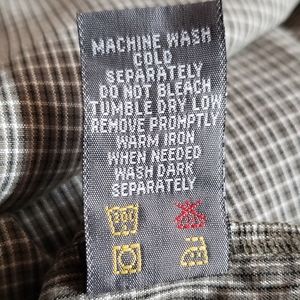 MACHINE WASH
COLD
SEPARATELY
DO NOT BLEACH
TUMBLE DRY LOW
REMOVE PROMPTLY
WARM IRON
WHEN NEEDED
WASH DARK
SEPARATELY